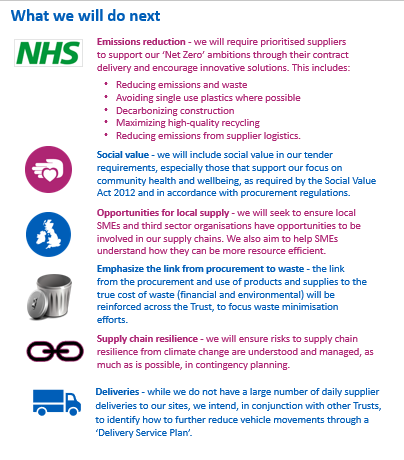 What we will do next
NHS
Emissions reduction - we will require prioritised suppliers
to support our 'Net Zero' ambitions through their contract
delivery and encourage innovative solutions. This includes:
• Reducing emissions and waste
• Avoiding single use plastics where possible
• Decarbonizing construction
• Maximizing high-quality recycling
• Reducing emissions from supplier logistics.
Social value - we will include social value in our tender
requirements, especially those that support our focus on
community health and wellbeing, as required by the Social Value
Act 2012 and in accordance with procurement regulations.
Opportunities for local supply - we will seek to ensure local
SMEs and third sector organisations have opportunities to be
involved in our supply chains. We also aim to help SMEs
understand how they can be more resource efficient.
Emphasize the link from procurement to waste - the link
from the procurement and use of products and supplies to the
true cost of waste (financial and environmental) will be
reinforced across the Trust, to focus waste minimisation
efforts.
Supply chain resilience - we will ensure risks to supply chain
resilience from climate change are understood and managed, as
much as is possible, in contingency planning.
Deliveries - while we do not have a large number of daily supplier
deliveries to our sites, we intend, in conjunction with other Trusts,
to identify how to further reduce vehicle movements through a
'Delivery Service Plan'.